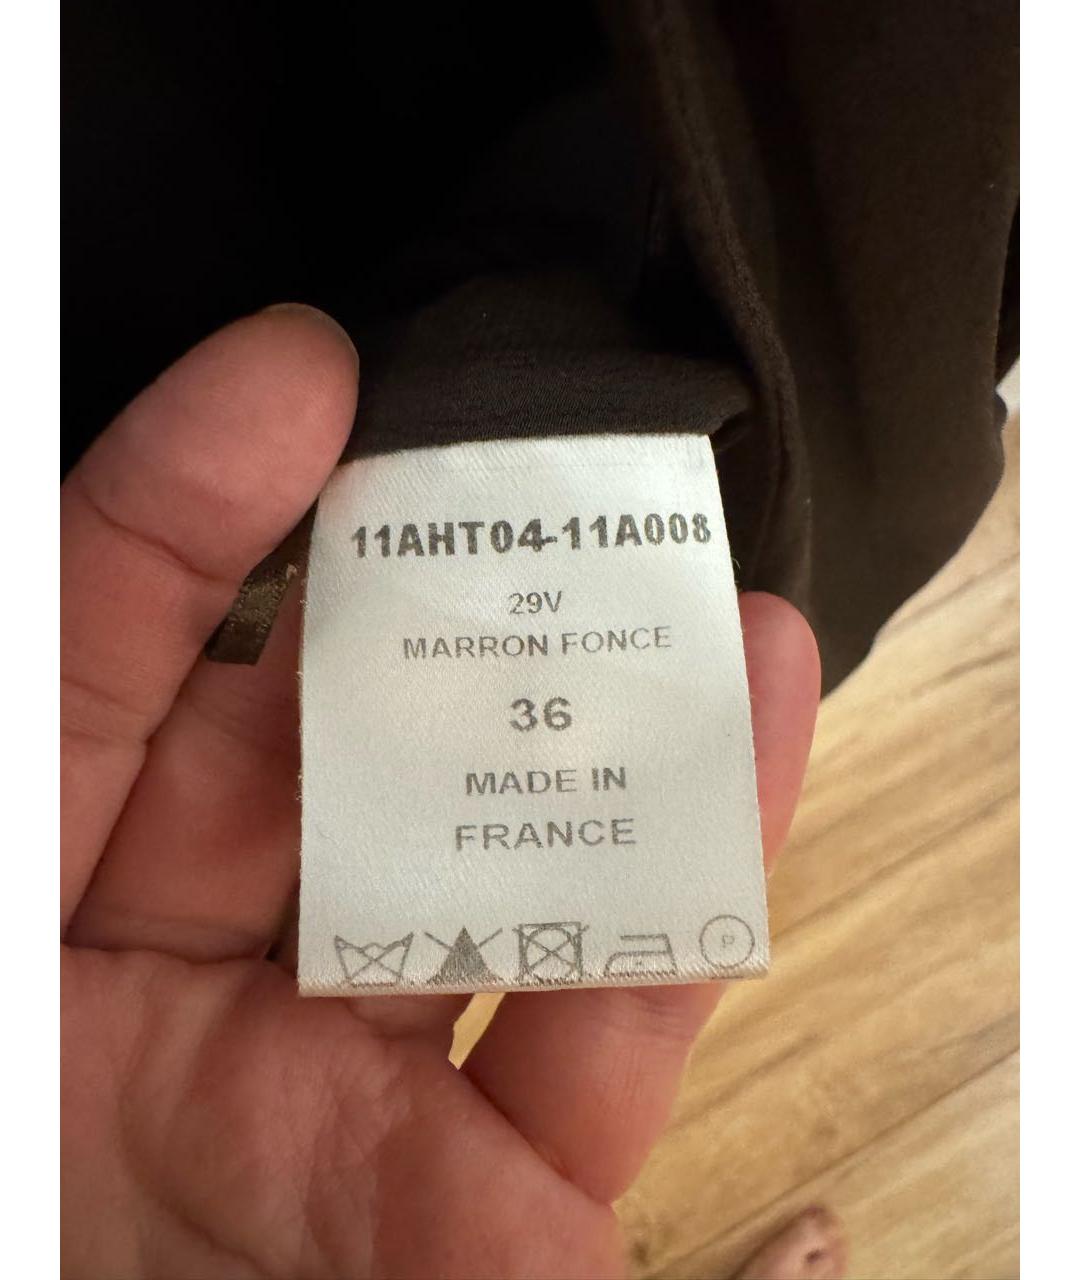 11AHT04-11A008
29V
MARRON FONCE
36
MADE IN
FRANCE
P